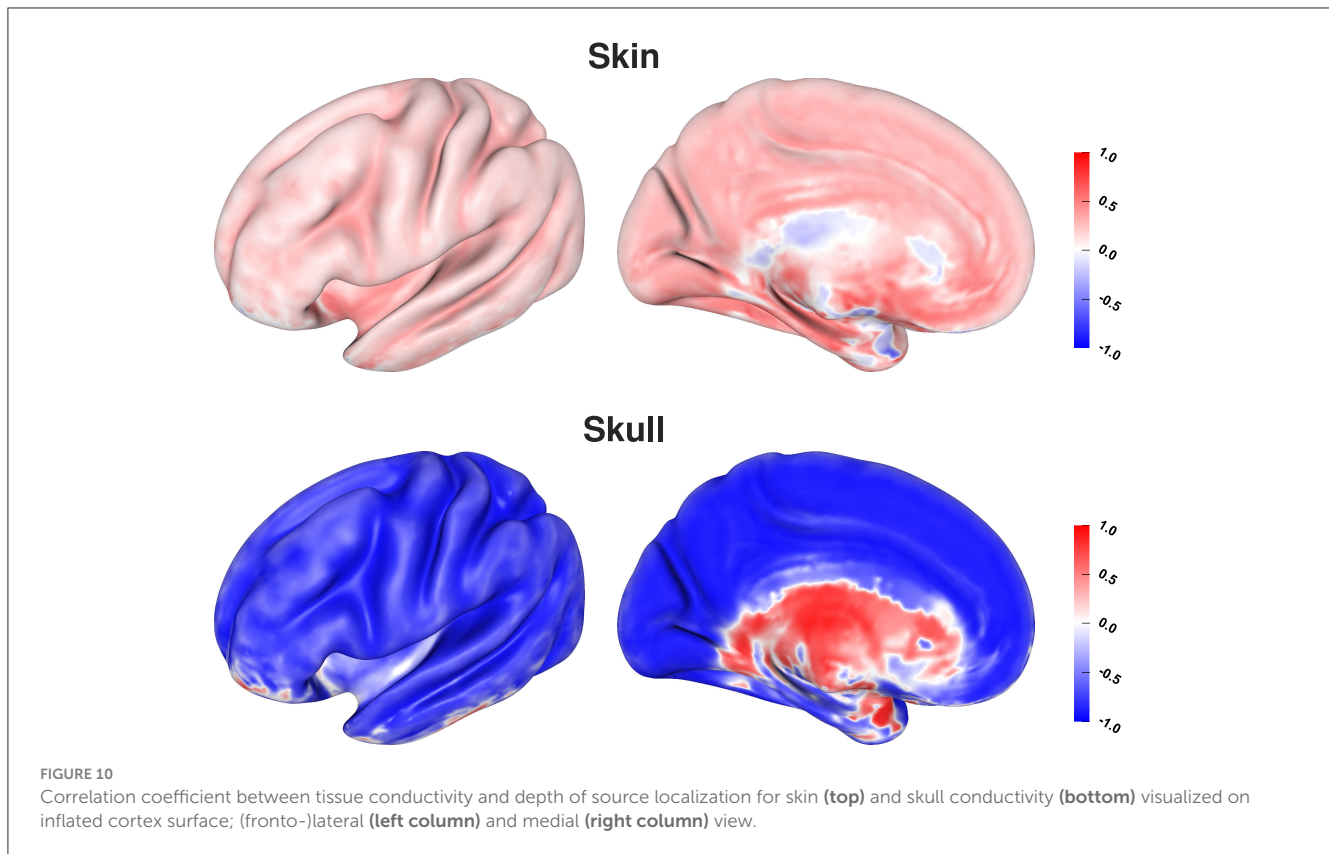 Skin
1.0
0.5
0.0
-0.5
-1.0
Skull
1.0
0.5
0.0
-0.5
-1.0
FIGURE 10
Correlation coefficient between tissue conductivity and depth of source localization for skin (top) and skull conductivity (bottom) visualized on
inflated cortex surface; (fronto-)lateral (left column) and medial (right column) view.